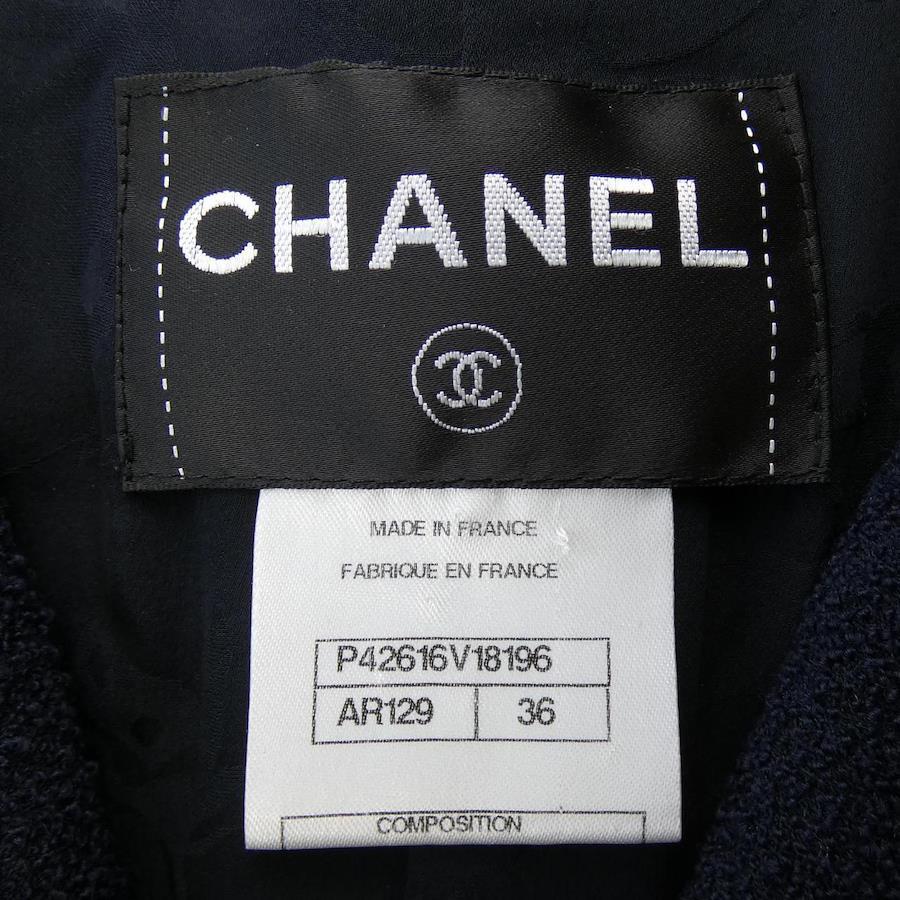 CHANEL
MADE IN FRANCE
FABRIQUE EN FRANCE
P42616V18196
AR129 36
COMPOSITION